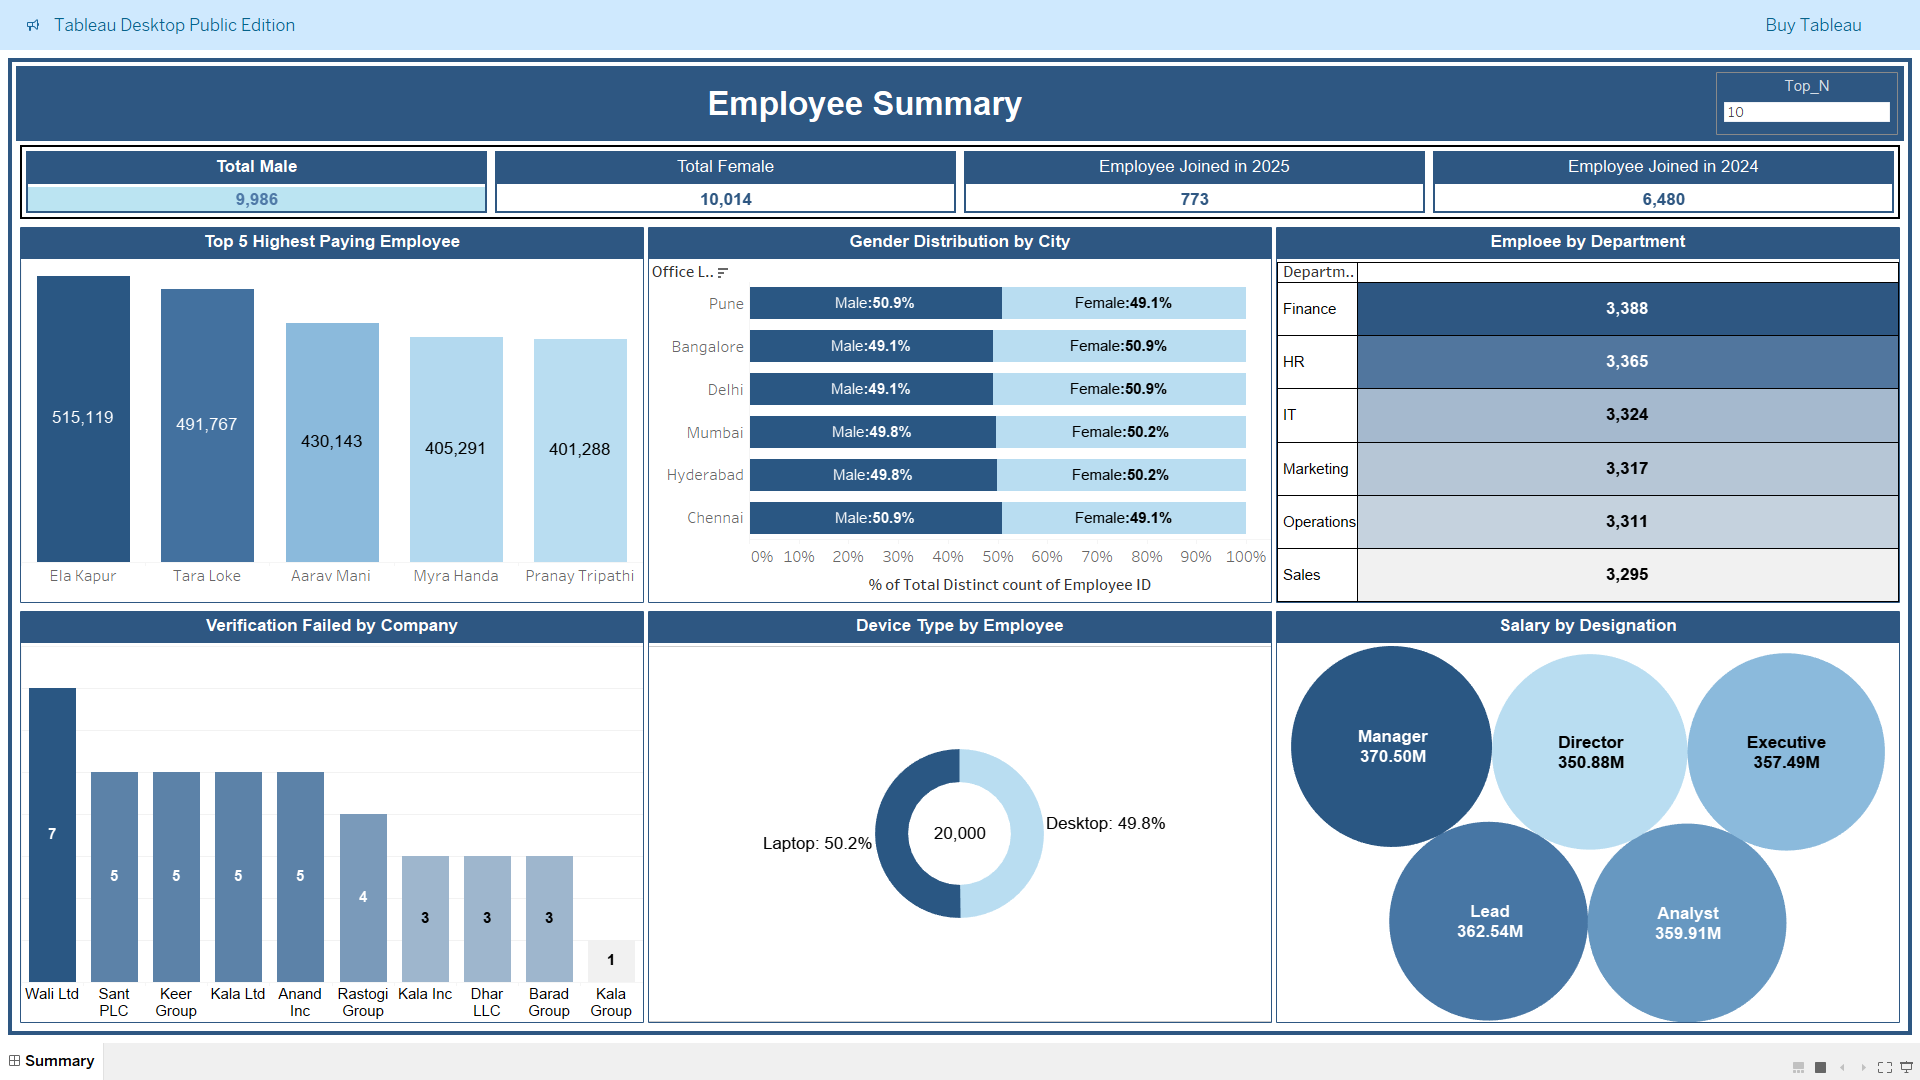 Tableau Desktop Public Edition
Buy Tableau
Employee Summary
Top_N
10
Total Male
9,986
Total Female
10,014
Employee Joined in 2025
773
Employee Joined in 2024
6,480
Top 5 Highest Paying Employee
515,119
491,767
430,143
405,291
401,288
Ela Kapur
Tara Loke
Aarav Mani
Myra Handa
Pranay Tripathi
Gender Distribution by City
Office L..
Pune
Male:50.9%
Female:49.1%
Bangalore
Male:49.1%
Female:50.9%
Delhi
Male:49.1%
Female:50.9%
Mumbai
Male:49.8%
Female:50.2%
Hyderabad
Male:49.8%
Female:50.2%
Chennai
Male:50.9%
Female:49.1%
0% 10% 20% 30% 40% 50% 60% 70% 80% 90% 100%
% of Total Distinct count of Employee ID
Emploee by Department
Departm..
Finance
3,388
HR
3,365
IT
3,324
Marketing
3,317
Operations
3,311
Sales
3,295
Verification Failed by Company
7
5
5
5
5
4
3
3
3
1
Wali Ltd
Sant
PLC
Keer
Group
Kala Ltd
Anand
Inc
Rastogi
Group
Kala Inc
Dhar
LLC
Barad
Group
Kala
Group
Device Type by Employee
Laptop: 50.2%
20,000
Desktop: 49.8%
Salary by Designation
Manager
370.50M
Director
350.88M
Executive
357.49M
Lead
362.54M
Analyst
359.91M
Summary